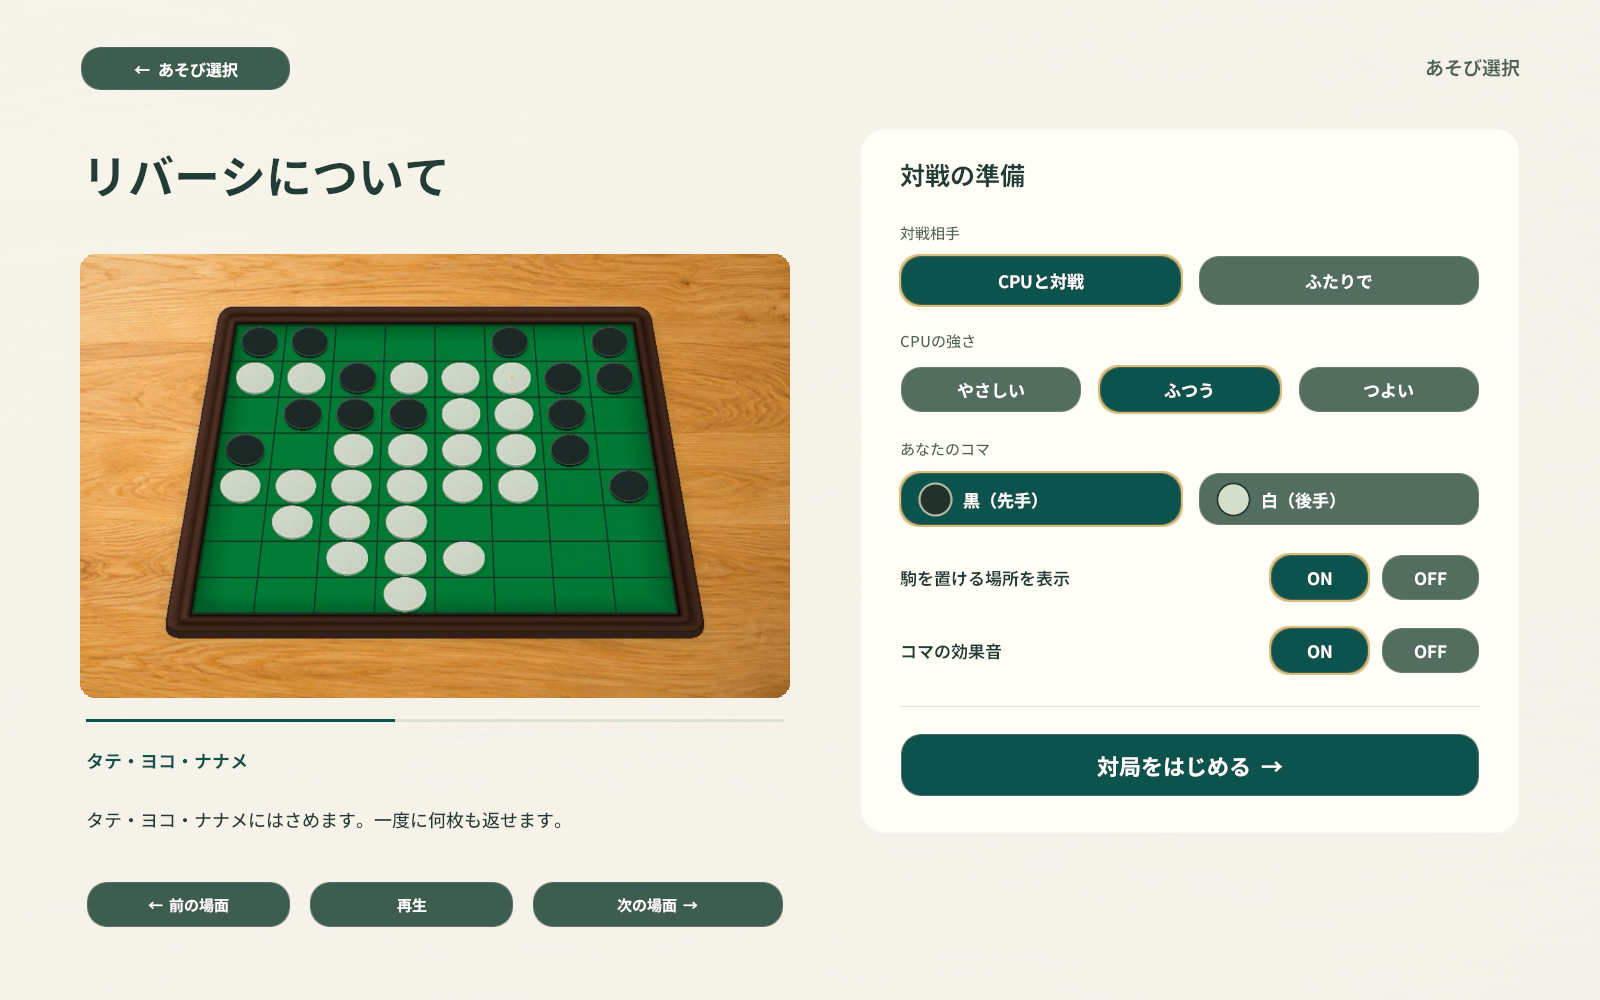 ← あそび選択
あそび選択
リバーシについて
タテ・ヨコ・ナナメ
タテ・ヨコ・ナナメにはさめます。一度に何枚も返せます。
← 前の場面
再生
次の場面 →
対戦の準備
対戦相手
CPUと対戦
ふたりで
CPUの強さ
やさしい
ふつう
つよい
あなたのコマ
黒（先手）
白（後手）
駒を置ける場所を表示
ON
OFF
コマの効果音
ON
OFF
対局をはじめる →